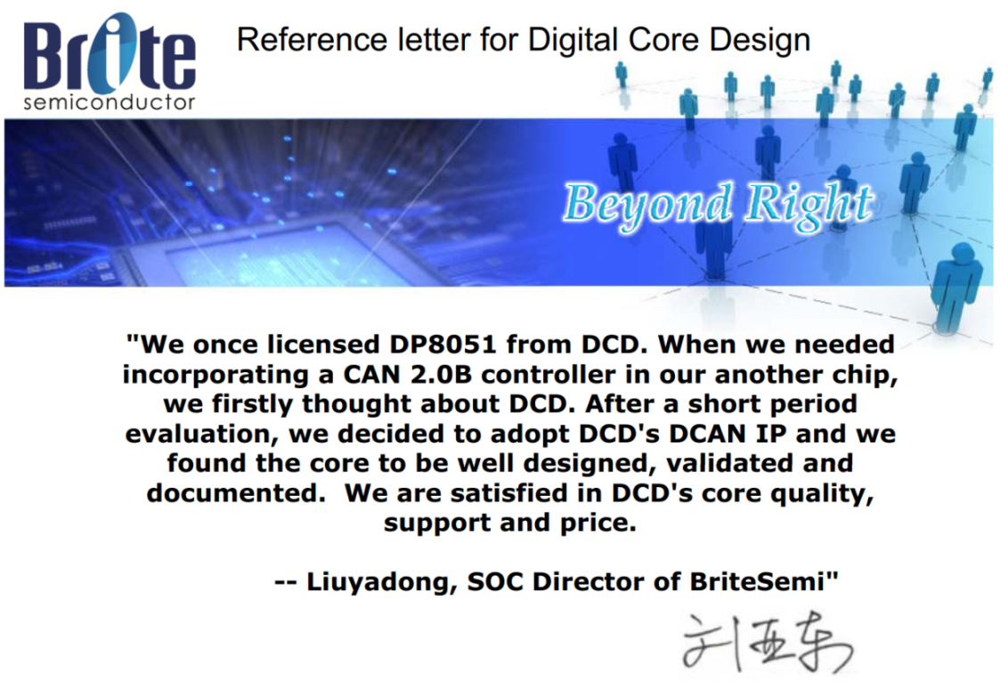 Brite
semiconductor
Reference letter for Digital Core Design
Beyond Right
"We once licensed DP8051 from DCD. When we needed
incorporating a CAN 2.0B controller in our another chip,
we firstly thought about DCD. After a short period
evaluation, we decided to adopt DCD's DCAN IP and we
found the core to be well designed, validated and
documented.  We are satisfied in DCD's core quality,
support and price.
-- Liuyadong, SOC Director of BriteSemi"
刘亚东